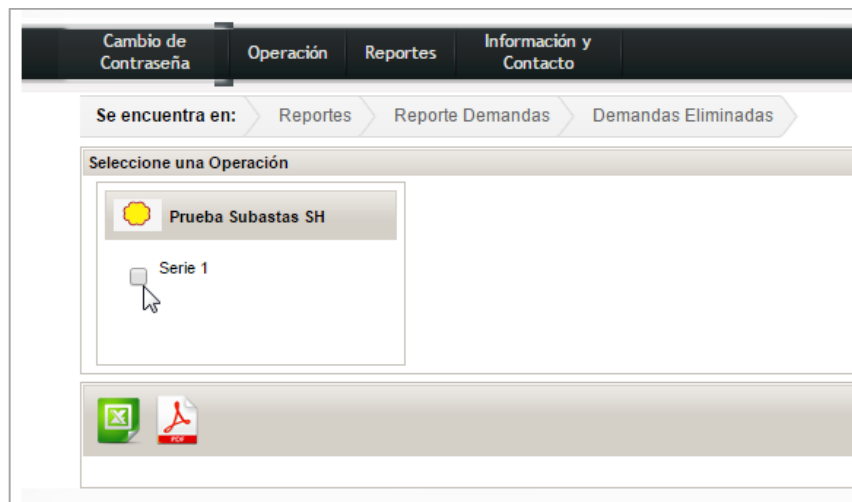 Cambio de
Contraseña
Operación
Reportes
Información y
Contacto
Se encuentra en:
Reportes
Reporte Demandas
Demandas Eliminadas
Seleccione una Operación
Prueba Subastas SH
Serie 1
PDF